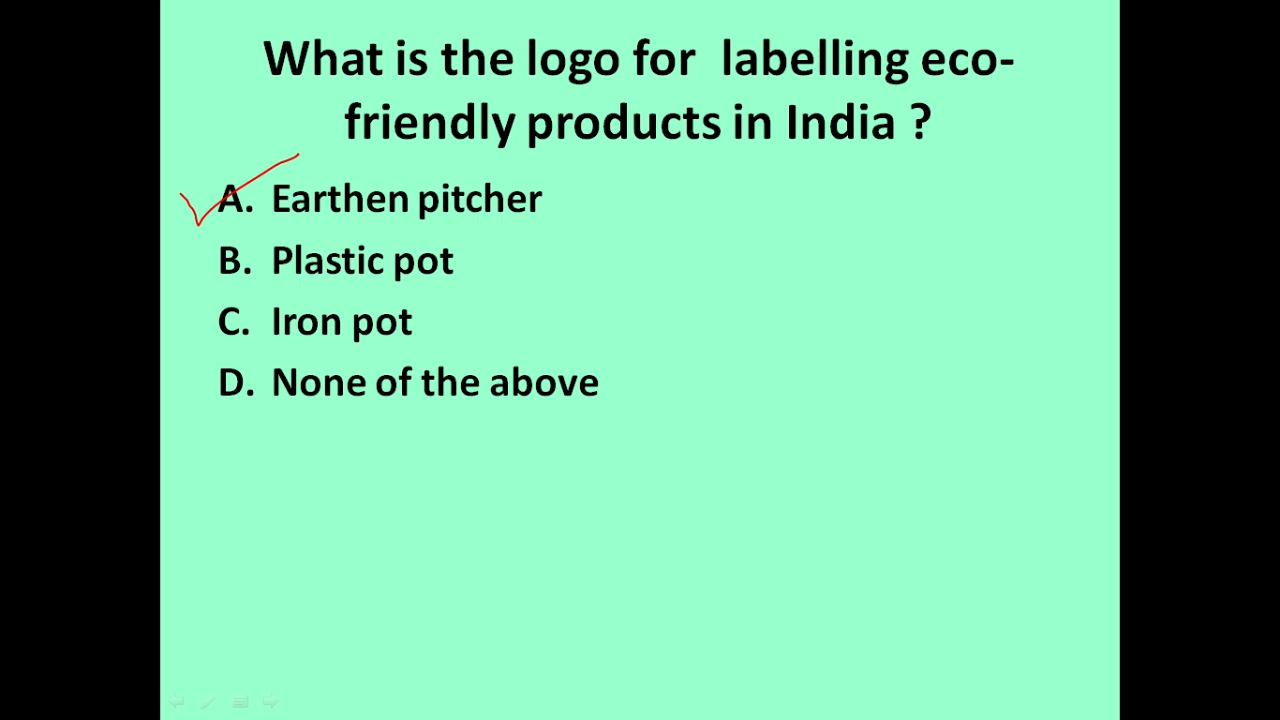 What is the logo for labelling eco-
friendly products in India ?
A. Earthen pitcher
B. Plastic pot
C. Iron pot
D. None of the above